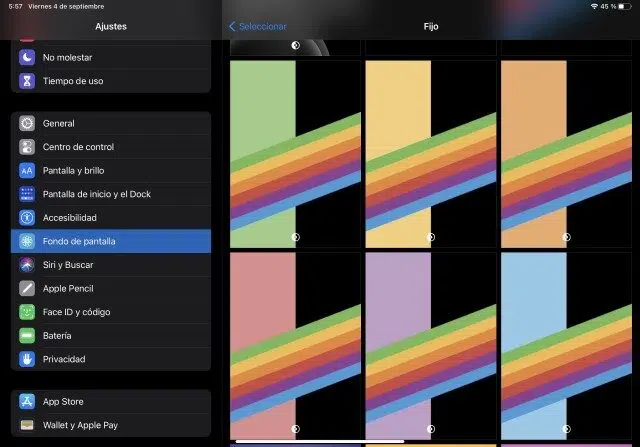 5:57 Viernes 4 de septiembre
45 %
Ajustes
Seleccionar
Fijo
No molestar
Tiempo de uso
General
Centro de control
AA Pantalla y brillo
Pantalla de inicio y el Dock
Accesibilidad
Fondo de pantalla
Siri y Buscar
Apple Pencil
Face ID y código
Batería
Privacidad
App Store
Wallet y Apple Pay